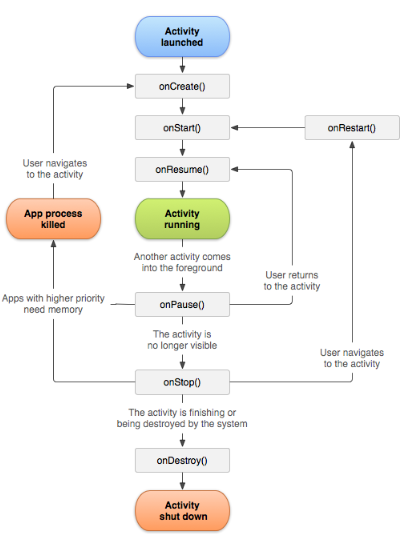 Activity
launched
onCreate()
onStart()
onRestart()
onResume()
User navigates
to the activity
App process
killed
Activity
running
Another activity comes
into the foreground
User returns
to the activity
Apps with higher priority
need memory
onPause()
The activity is
no longer visible
User navigates
to the activity
onStop()
The activity is finishing or
being destroyed by the system
onDestroy()
Activity
shut down